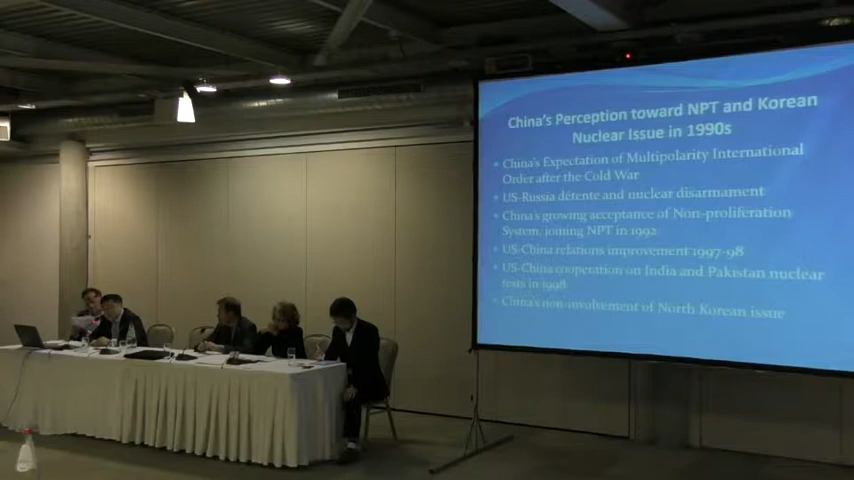 China's Perception toward NPT and Korean
Nuclear Issue in 1990s
China's Expectation of Multipolarity International
Order after the Cold War
US-Russia détente and nuclear disarmament
China's growing acceptance of Non-proliferation
System, joining NPT in 1992
US-China relations improvement 1997-98
US-China cooperation on India and Pakistan nuclear
tests in 1998
China's non-involvement of North Korean issue